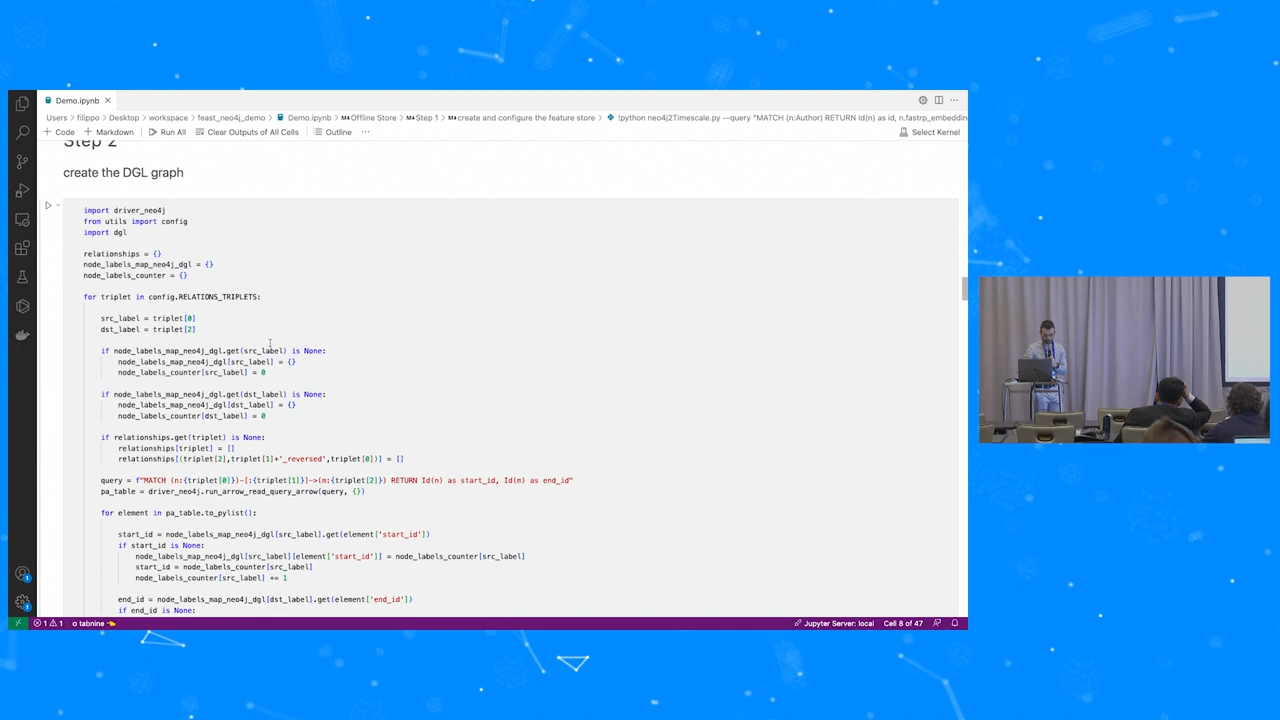 Demo.ipynb ×
Users > filippo > Desktop > workspace > feast_neo4j_demo > Demo.ipynb > Offline Store > Step 1 > create and configure the feature store > !python neo4j2Timescale.py --query "MATCH (n:Author) RETURN Id(n) as id, n.fastrp_embeddin
+ Code + Markdown Run All Clear Outputs of All Cells Outline ... Select Kernel
Step 2
create the DGL graph
import driver_neo4j
from utils import config
import dgl
relationships = {}
node_labels_map_neo4j_dgl = {}
node_labels_counter = {}
for triplet in config.RELATIONS_TRIPLETS:
src_label = triplet[0]
dst_label = triplet[2]
if node_labels_map_neo4j_dgl.get(src_label) is None:
node_labels_map_neo4j_dgl[src_label] = {}
node_labels_counter[src_label] = 0
if node_labels_map_neo4j_dgl.get(dst_label) is None:
node_labels_map_neo4j_dgl[dst_label] = {}
node_labels_counter[dst_label] = 0
if relationships.get(triplet) is None:
relationships[triplet] = []
relationships[(triplet[2],triplet[1]+'_reversed',triplet[0])] = []
query = f"MATCH (n:{triplet[0]})-[:{triplet[1]}]->(m:{triplet[2]}) RETURN Id(n) as start_id, Id(m) as end_id"
pa_table = driver_neo4j.run_arrow_read_query_arrow(query, {})
for element in pa_table.to_pylist():
start_id = node_labels_map_neo4j_dgl[src_label].get(element['start_id'])
if start_id is None:
node_labels_map_neo4j_dgl[src_label][element['start_id']] = node_labels_counter[src_label]
start_id = node_labels_counter[src_label]
node_labels_counter[src_label] += 1
end_id = node_labels_map_neo4j_dgl[dst_label].get(element['end_id'])
if end_id is None:
1 1 tabnine Jupyter Server: local Cell 8 of 47